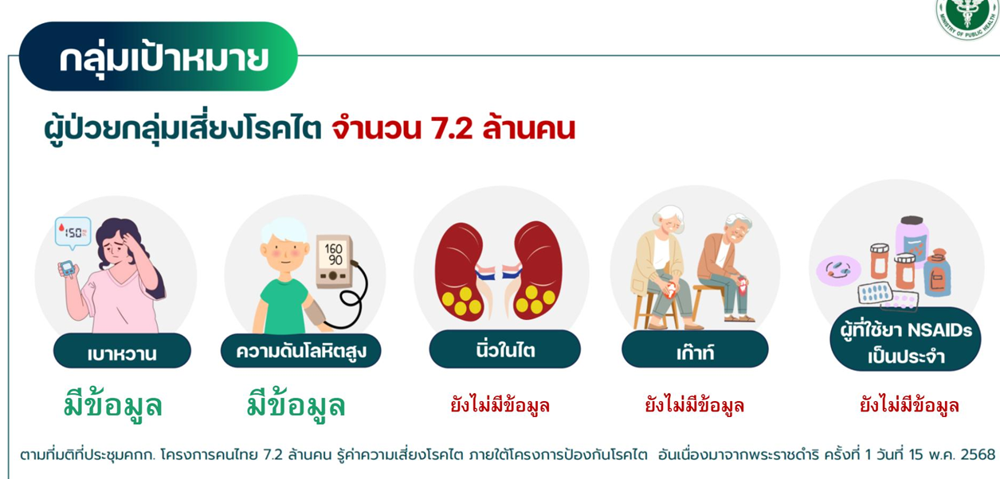 MINISTRY OF PUBLIC HEALTH
กลุ่มเป้าหมาย
ผู้ป่วยกลุ่มเสี่ยงโรคไต จำนวน 7.2 ล้านคน
150
160
90
เบาหวาน
ความดันโลหิตสูง
นิ่วในไต
เก๊าท์
ผู้ที่ใช้ยา NSAIDs
เป็นประจำ
มีข้อมูล
มีข้อมูล
ยังไม่มีข้อมูล
ยังไม่มีข้อมูล
ยังไม่มีข้อมูล
ตามที่มติที่ประชุมคกก. โครงการคนไทย 7.2 ล้านคน รู้ค่าความเสี่ยงโรคไต ภายใต้โครงการป้องกันโรคไต อันเนื่องมาจากพระราชดำริ ครั้งที่ 1 วันที่ 15 พ.ค. 2568